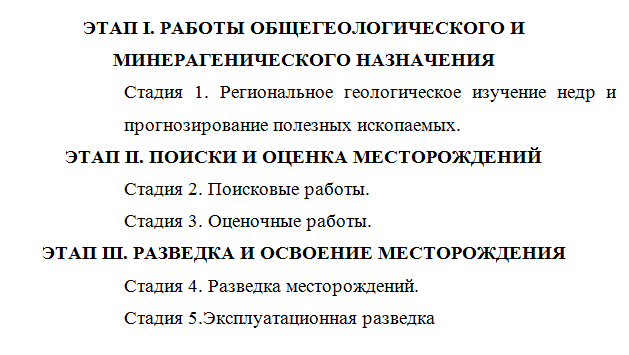 ЭТАП I. РАБОТЫ ОБЩЕГЕОЛОГИЧЕСКОГО И
МИНЕРАГЕНИЧЕСКОГО НАЗНАЧЕНИЯ
Стадия 1. Региональное геологическое изучение недр и
прогнозирование полезных ископаемых.
ЭТАП II. ПОИСКИ И ОЦЕНКА МЕСТОРОЖДЕНИЙ
Стадия 2. Поисковые работы.
Стадия 3. Оценочные работы.
ЭТАП III. РАЗВЕДКА И ОСВОЕНИЕ МЕСТОРОЖДЕНИЯ
Стадия 4. Разведка месторождений.
Стадия 5.Эксплуатационная разведка